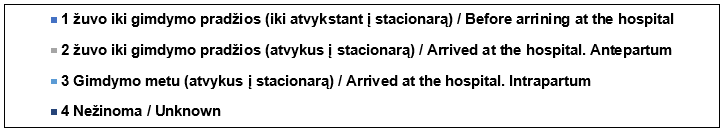 1 žuvo iki gimdymo pradžios (iki atvykstant į stacionarą) / Before arrining at the hospital
2 žuvo iki gimdymo pradžios (atvykus į stacionarą) / Arrived at the hospital. Antepartum
3 Gimdymo metu (atvykus į stacionarą) / Arrived at the hospital. Intrapartum
4 Nežinoma / Unknown